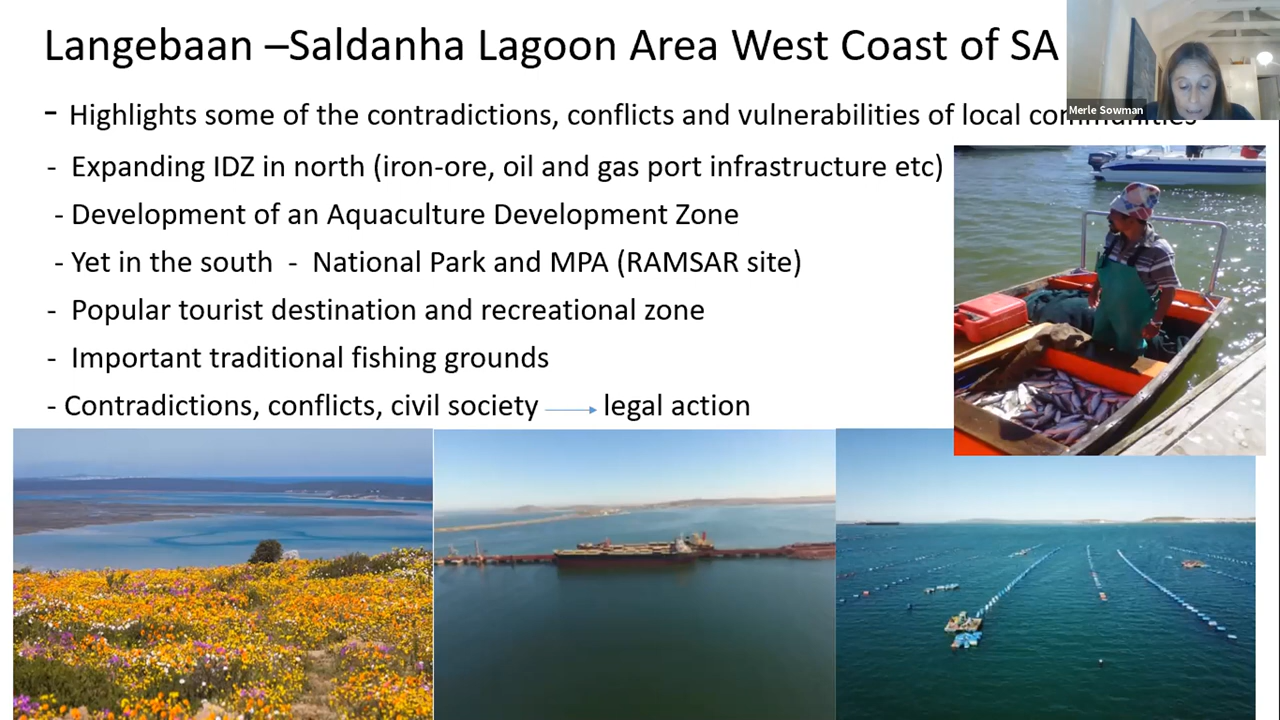 Langebaan –Saldanha Lagoon Area West Coast of SA
Merle Sowman
- Highlights some of the contradictions, conflicts and vulnerabilities of local communities
- Expanding IDZ in north (iron-ore, oil and gas port infrastructure etc)
- Development of an Aquaculture Development Zone
- Yet in the south - National Park and MPA (RAMSAR site)
- Popular tourist destination and recreational zone
- Important traditional fishing grounds
- Contradictions, conflicts, civil society → legal action